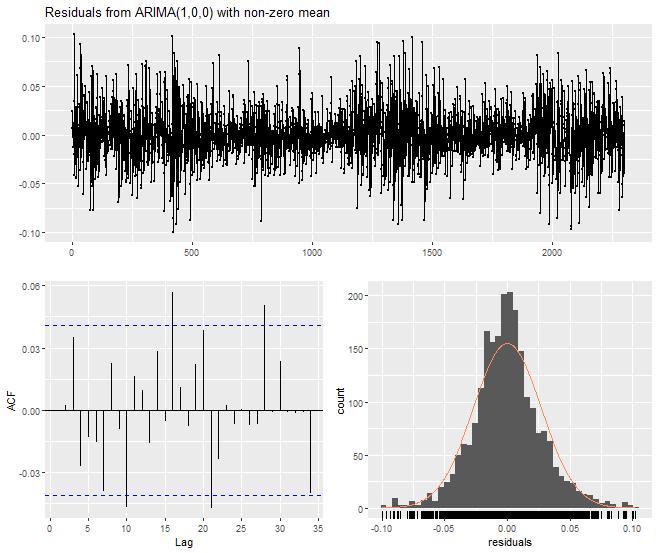 Residuals from ARIMA(1,0,0) with non-zero mean
0.10
0.05
0.00
-0.05
-0.10
0 500 1000 1500 2000
0.06
0.03
0.00
-0.03
ACF
0 5 10 15 20 25 30 35
Lag
200
150
100
50
0
count
-0.10 -0.05 0.00 0.05 0.10
residuals